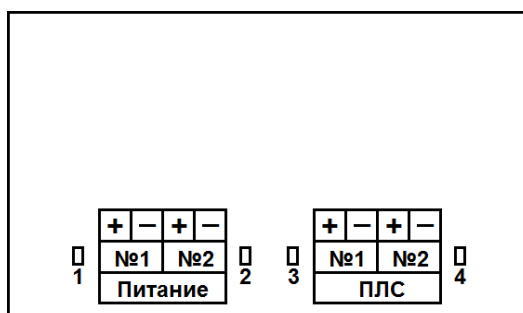 + − + − + − + −
1 №1 №2 2 3 №1 №2 4
Питание ПЛС